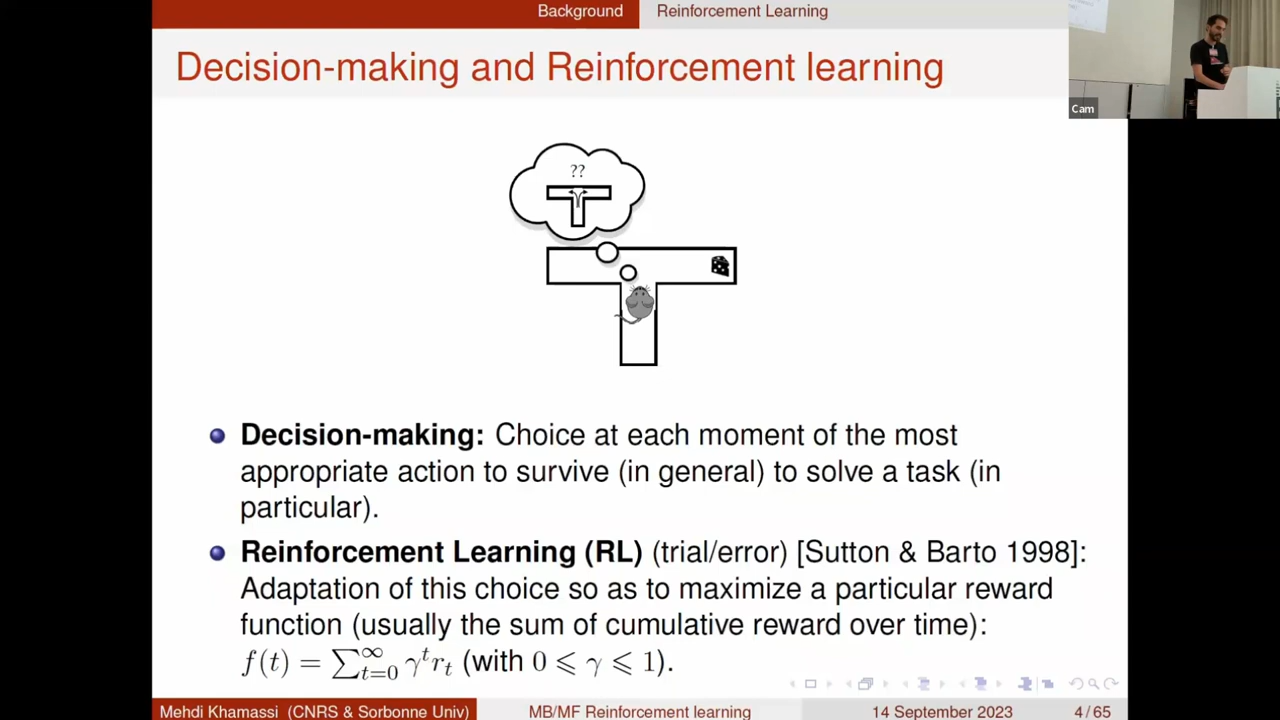 Background Reinforcement Learning
Decision-making and Reinforcement learning
Cam
??
Decision-making: Choice at each moment of the most
appropriate action to survive (in general) to solve a task (in
particular).
Reinforcement Learning (RL) (trial/error) [Sutton & Barto 1998]:
Adaptation of this choice so as to maximize a particular reward
function (usually the sum of cumulative reward over time):
f(t) = ∑_{t=0}^{∞} γ^t r_t (with 0 ⩽ γ ⩽ 1).
Mehdi Khamassi (CNRS & Sorbonne Univ) MB/MF Reinforcement learning 14 September 2023 4/65